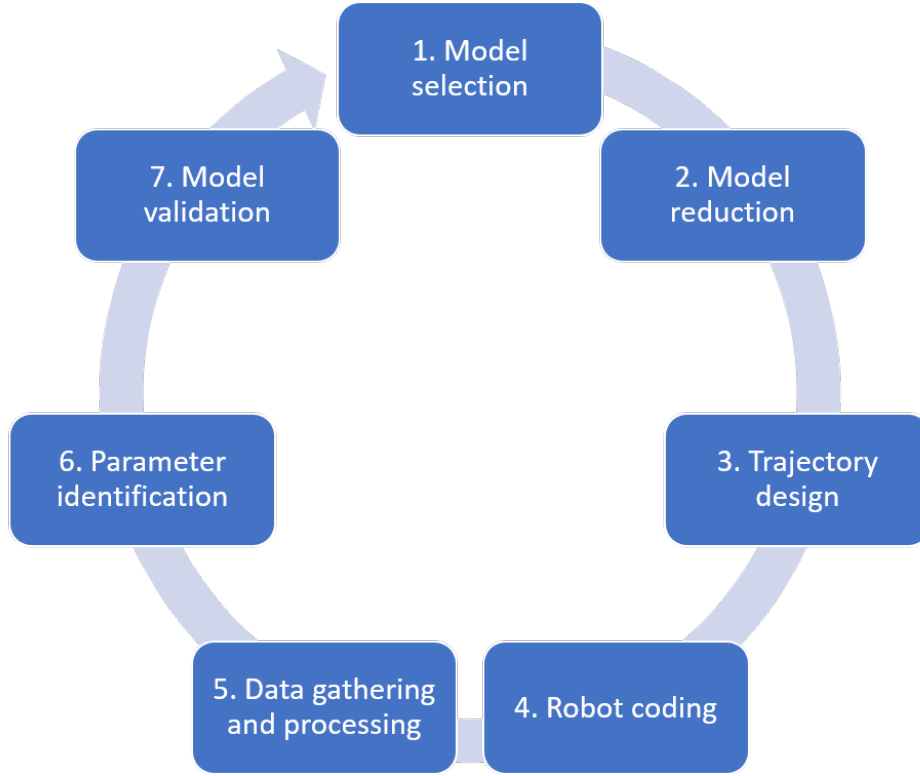 1. Model
selection
2. Model
reduction
3. Trajectory
design
4. Robot coding
5. Data gathering
and processing
6. Parameter
identification
7. Model
validation